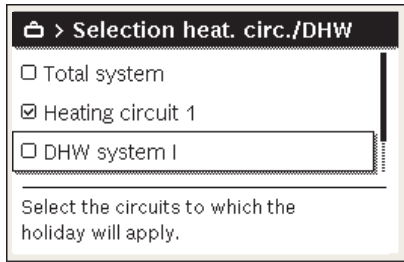 > Selection heat. circ./DHW
Total system
Heating circuit 1
DHW system I
Select the circuits to which the
holiday will apply.